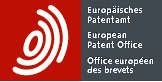 Europäisches
Patentamt
European
Patent Office
Office européen
des brevets